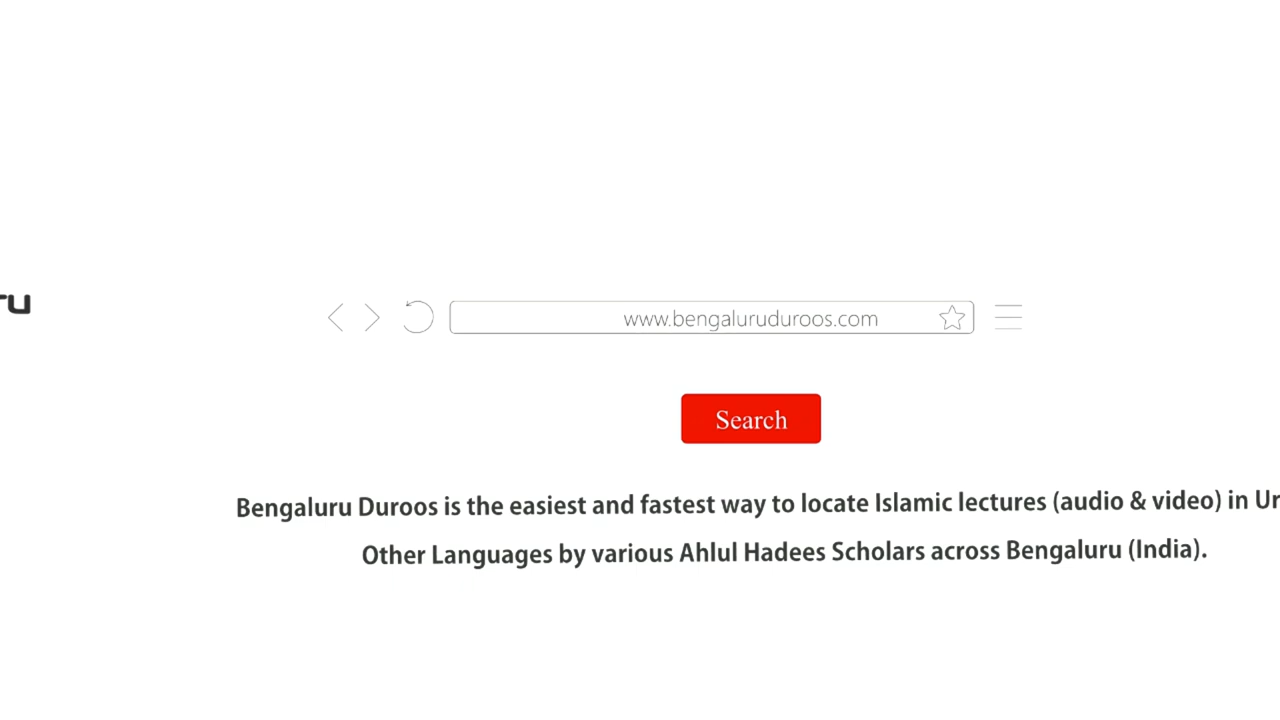 www.bengaluruduroos.com
Search
Bengaluru Duroos is the easiest and fastest way to locate Islamic lectures (audio & video) in
Other Languages by various Ahlul Hadees Scholars across Bengaluru (India).